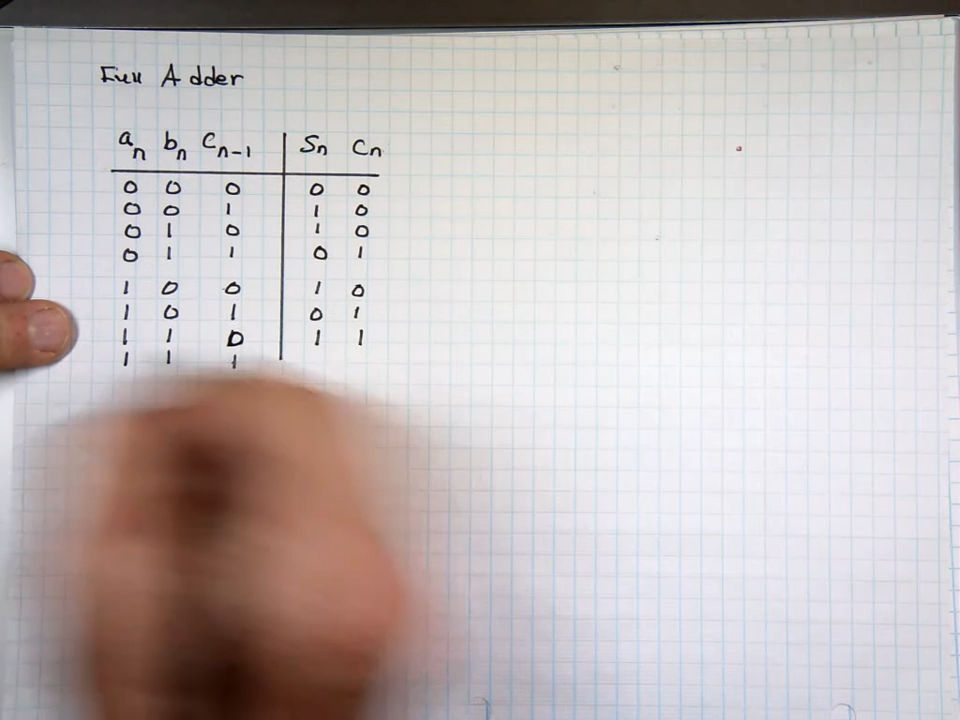 Full Adder
an bn cn-1 Sn cn
0 0 0 0 0
0 0 1 1 0
0 1 0 1 0
0 1 1 0 1
1 0 0 1 0
1 0 1 0 1
1 1 0 1 1
1 1 1